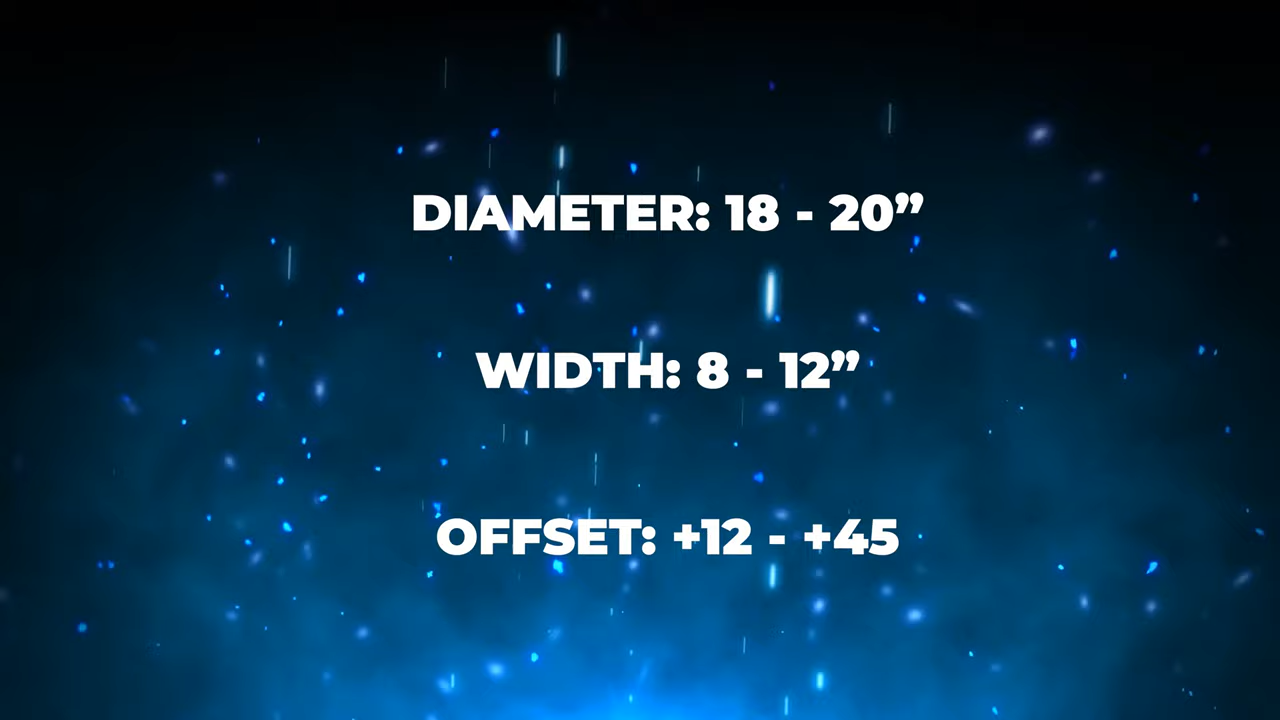 DIAMETER: 18 - 20”
WIDTH: 8 - 12”
OFFSET: +12 - +45